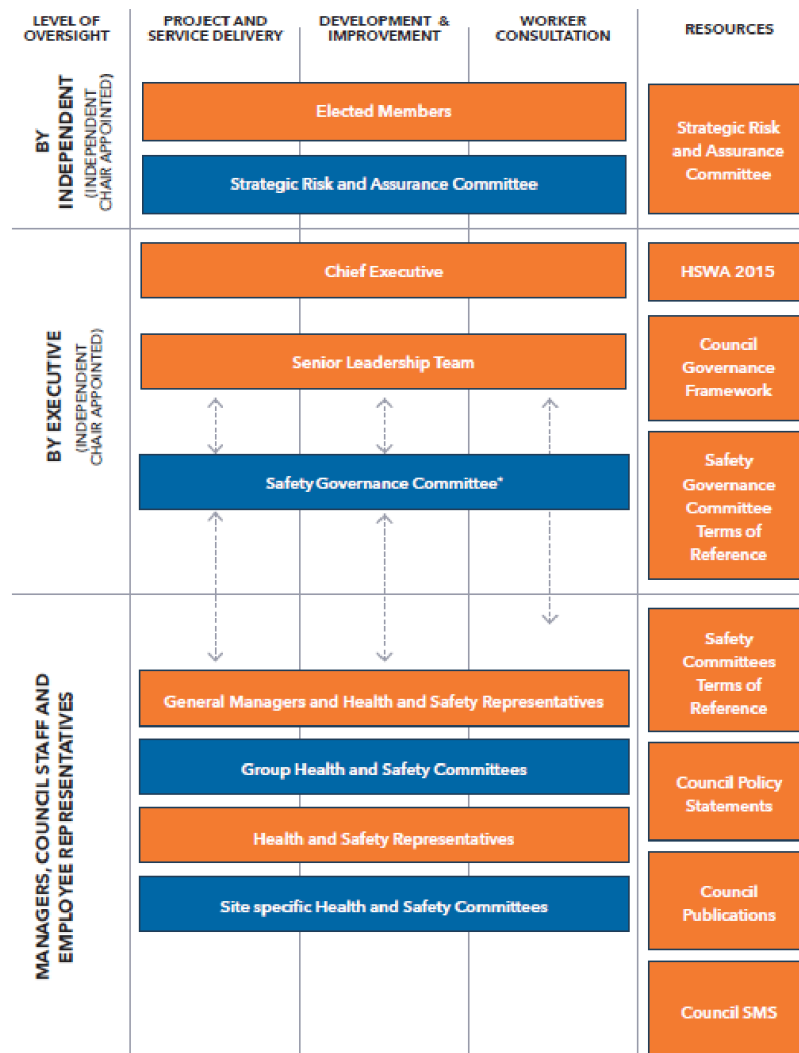 LEVEL OF
OVERSIGHT
PROJECT AND
SERVICE DELIVERY
DEVELOPMENT &
IMPROVEMENT
WORKER
CONSULTATION
RESOURCES
BY
INDEPENDENT
(INDEPENDENT
CHAIR APPOINTED)
Elected Members
Strategic Risk and Assurance Committee
Strategic Risk
and Assurance
Committee
BY EXECUTIVE
(INDEPENDENT
CHAIR APPOINTED)
Chief Executive
Senior Leadership Team
Safety Governance Committee*
HSWA 2015
Council
Governance
Framework
Safety
Governance
Committee
Terms of
Reference
MANAGERS, COUNCIL STAFF AND
EMPLOYEE REPRESENTATIVES
General Managers and Health and Safety Representatives
Group Health and Safety Committees
Health and Safety Representatives
Site specific Health and Safety Committees
Safety
Committees
Terms of
Reference
Council Policy
Statements
Council
Publications
Council SMS